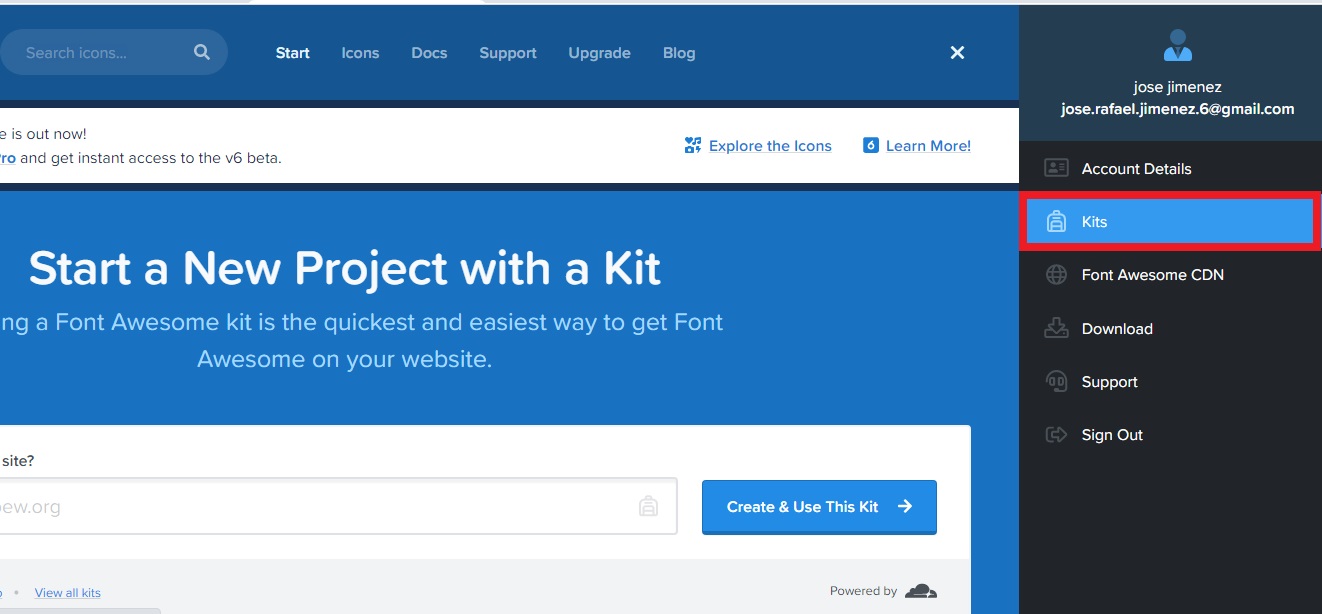 Search icons...
Start
Icons
Docs
Support
Upgrade
Blog
jose jimenez
jose.rafael.jimenez.6@gmail.com
e is out now!
ro and get instant access to the v6 beta.
Explore the Icons
6 Learn More!
Account Details
Kits
Font Awesome CDN
Download
Support
Sign Out
Start a New Project with a Kit
ng a Font Awesome kit is the quickest and easiest way to get Font
Awesome on your website.
site?
ew.org
Create & Use This Kit
View all kits
Powered by